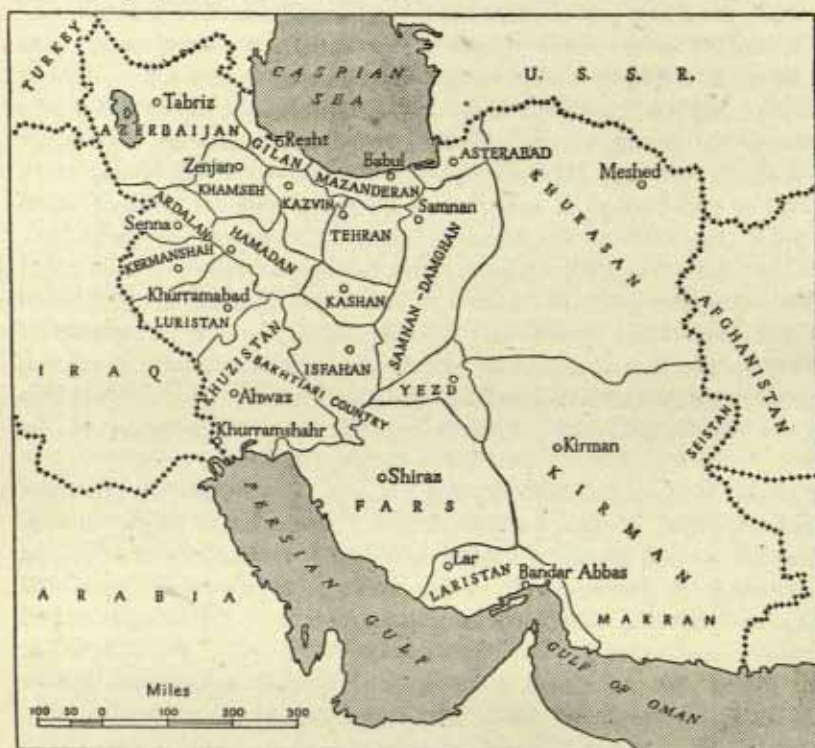 TURKEY
CASPIAN
SEA
U. S. S. R.
Tabriz
AZERBAIJAN
Resht
GILAN
Babul
ASTERABAD
MAZANDERAN
Zenjan
KHAMSEH
KAZVIN
Meshed
KHURASAN
Samnan
TEHRAN
ARDALAN
Senna
HAMADAN
KERMANSHAH
SAMNAN-DAMGHAN
KASHAN
Khurramabad
LURISTAN
AFGHANISTAN
IRAQ
KHUZISTAN
BAKHTIARI COUNTRY
ISFAHAN
YEZD
Ahwaz
SEISTAN
Khurramshahr
Kirman
KIRMAN
Shiraz
FARS
PERSIAN GULF
Lar
LARISTAN
Bandar Abbas
ARABIA
MAKRAN
GULF OF OMAN
Miles
100 50 0 100 200 300